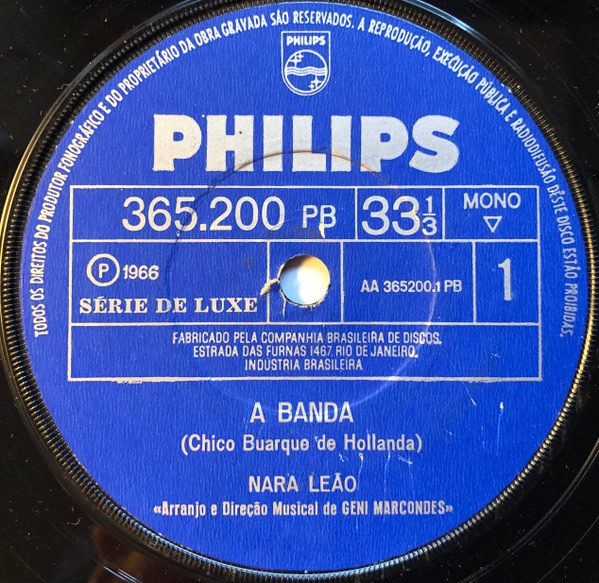 TODOS OS DIREITOS DO PRODUTOR FONOGRÁFICO E DO PROPRIETÁRIO DA OBRA GRAVADA SÃO RESERVADOS. A REPRODUÇÃO, EXECUÇÃO PÚBLICA E RADIODIFUSÃO DÊSTE DISCO ESTÃO PROIBIDAS.
PHILIPS
PHILIPS
365.200 PB 33 1/3 MONO
Ⓟ 1966
SÉRIE DE LUXE
AA 365200.1 PB
1
FABRICADO PELA COMPANHIA BRASILEIRA DE DISCOS.
ESTRADA DAS FURNAS 1467. RIO DE JANEIRO.
INDÚSTRIA BRASILEIRA
A BANDA
(Chico Buarque de Hollanda)
NARA LEÃO
«Arranjo e Direção Musical de GENI MARCONDES»